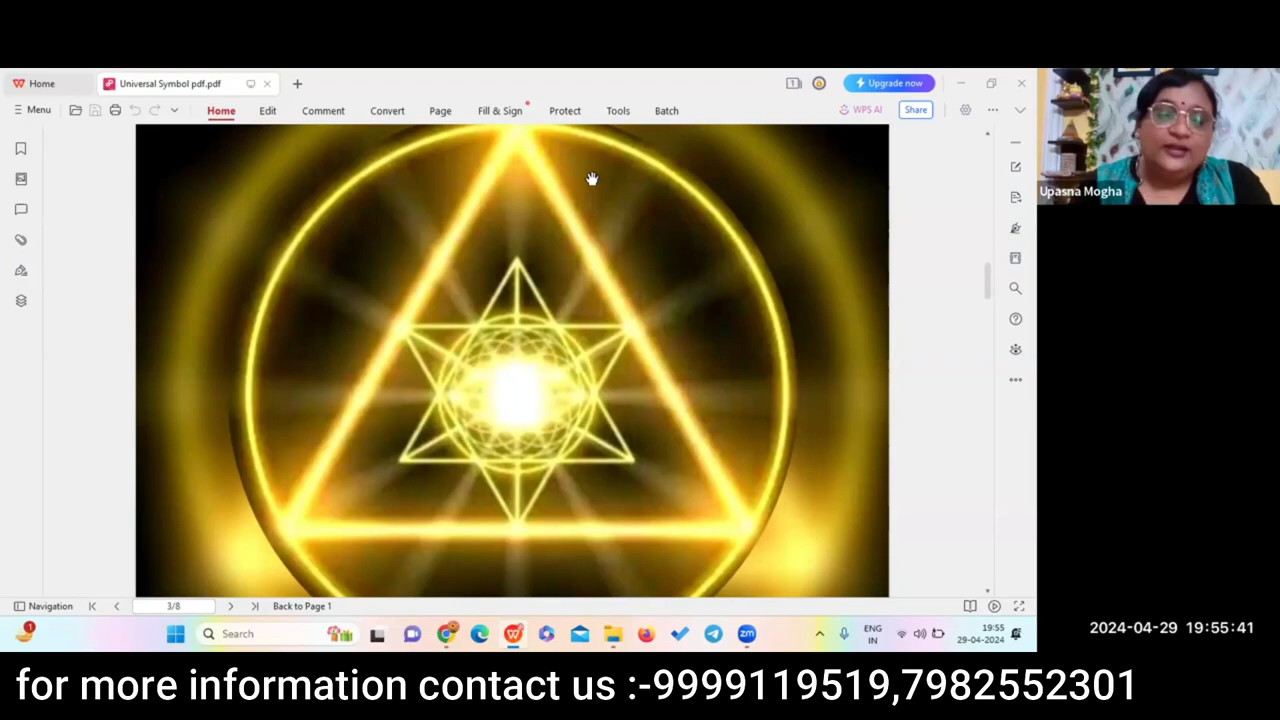 Home
Universal Symbol pdf.pdf
Upgrade now
Menu
Home Edit Comment Convert Page Fill & Sign Protect Tools Batch
WPS AI
Share
Upasna Mogha
Navigation
3/8
Back to Page 1
1
Search
zm
ENG
IN
19:55
29-04-2024
2024-04-29 19:55:41
for more information contact us :-9999119519,7982552301